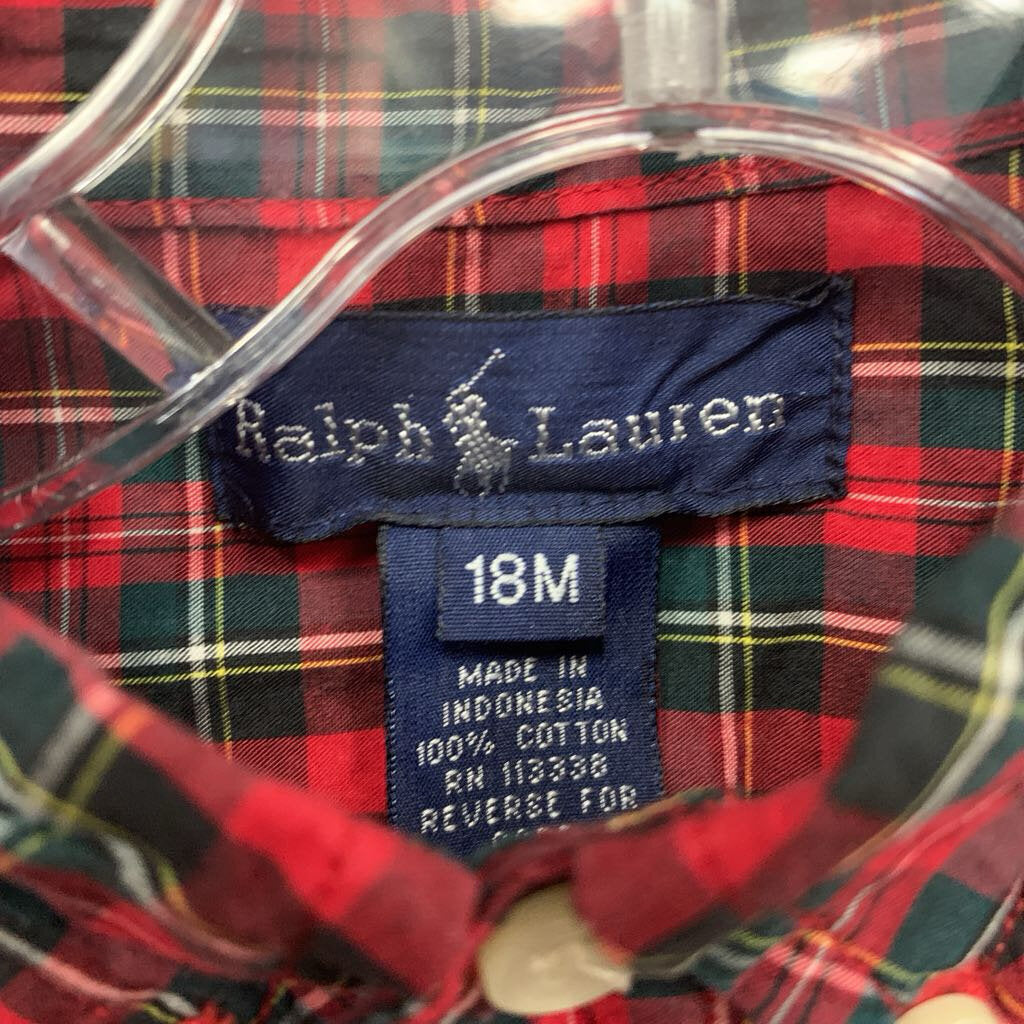 Ralph Lauren
18M
MADE IN
INDONESIA
100% COTTON
RN 113338
REVERSE FOR